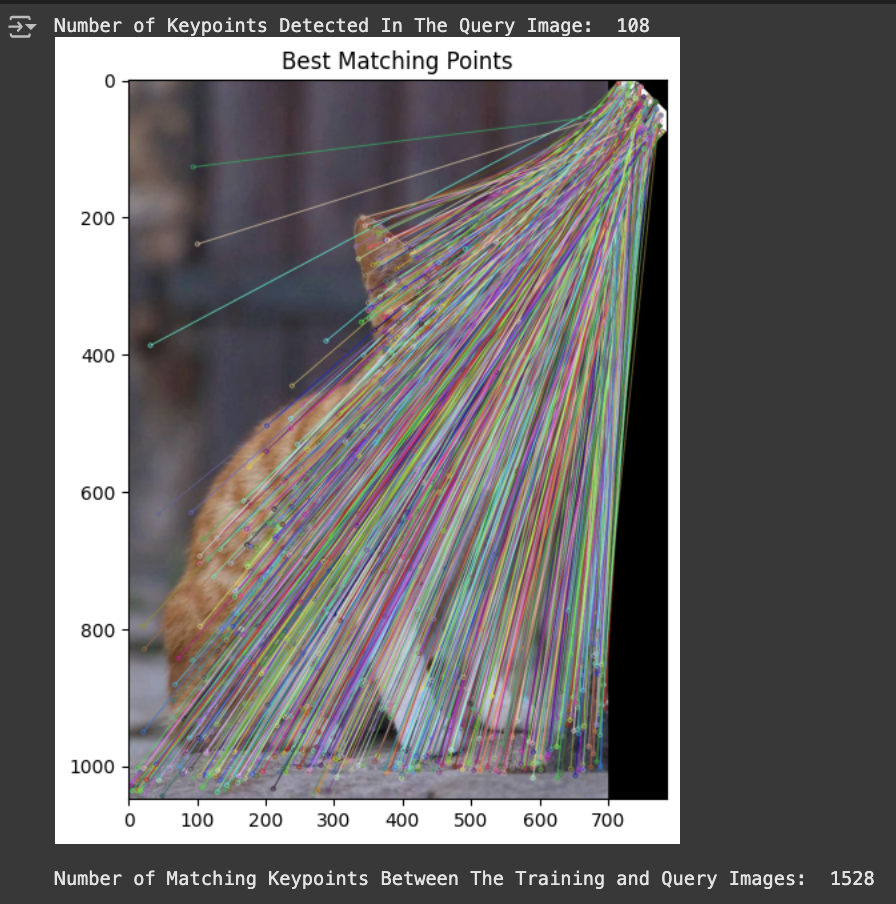 Number of Keypoints Detected In The Query Image: 108
Best Matching Points
0
200
400
600
800
1000
0 100 200 300 400 500 600 700
Number of Matching Keypoints Between The Training and Query Images: 1528